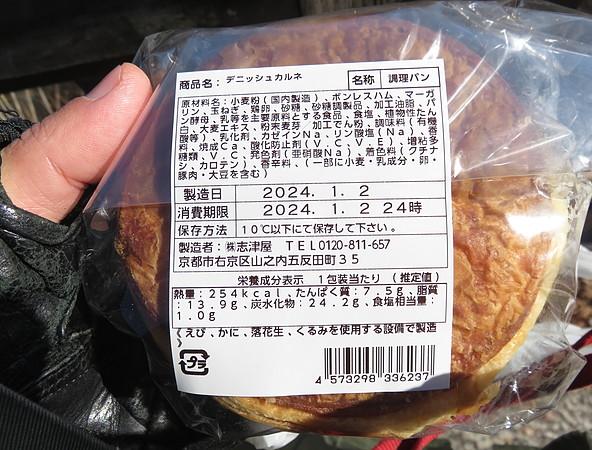 商品名： デニッシュカルネ 名称 調理パン
原材料名：小麦粉（国内製造）、ボンレスハム、マーガ
リン、玉ねぎ、鶏卵、砂糖、砂糖調製品、加工油脂、パ
ン酵母、乳等を主要原料とする食品、食塩、植物性たん
白、大麦エキス、粉末麦芽／加工でん粉、調味料（有機
酸等）、乳化剤、カゼインNa、リン酸塩（Na）、香
料、焼成Ca、酸化防止剤（V．C、V．E）、増粘多
糖類、V．C、発色剤（亜硝酸Na）、着色料（クチナ
シ、カロテン）、香辛料、（一部に小麦・乳成分・卵・
豚肉・大豆を含む）
製造日 2024．1．2
消費期限 2024．1．2 24時
保存方法 10℃以下にて保存して下さい。
製造者：㈱志津屋 TEL0120-811-657
京都市右京区山之内五反田町35
栄養成分表示 1包装当たり （推定値）
熱量：254kcal、たんぱく質：7．5g、脂質
：13．9g、炭水化物：24．2g、食塩相当量：
1．0g
くえび、かに、落花生、くるみを使用する設備で製造
プラ
4 573298 336237